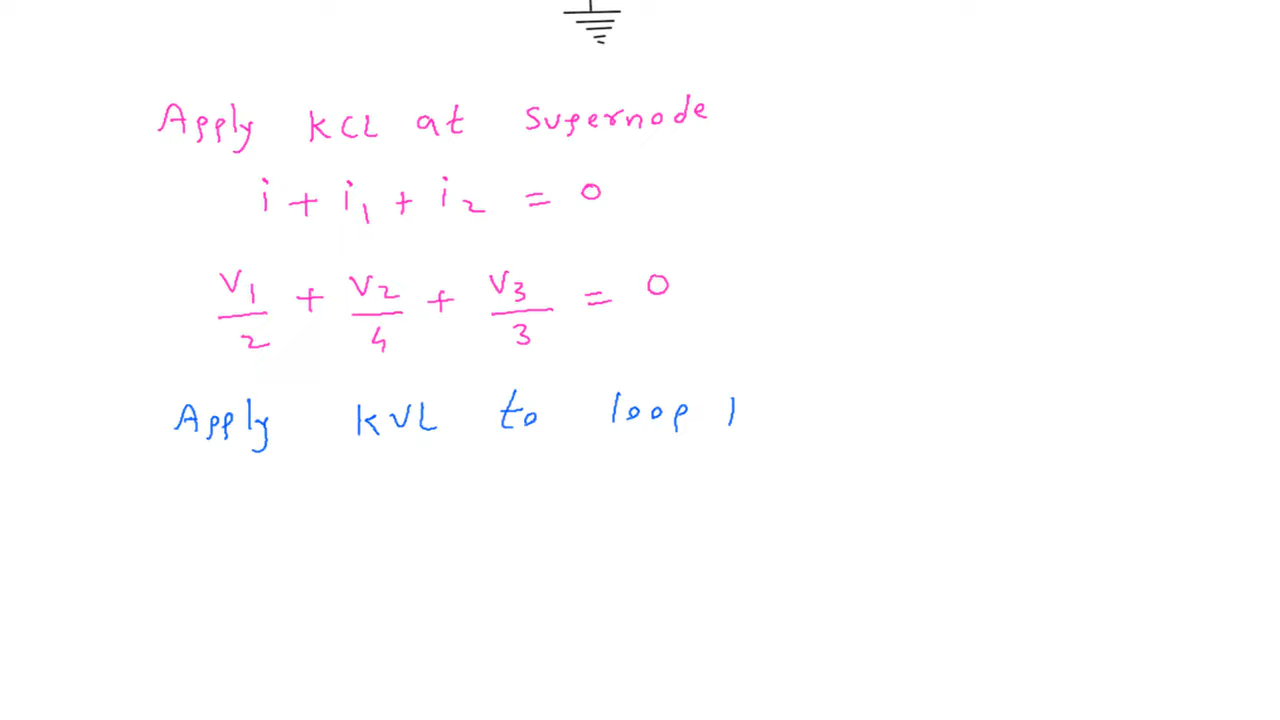 Apply KCL at Supernode
i + i₁ + i₂ = 0
V₁/2 + V₂/4 + V₃/3 = 0
Apply KVL to loop 1